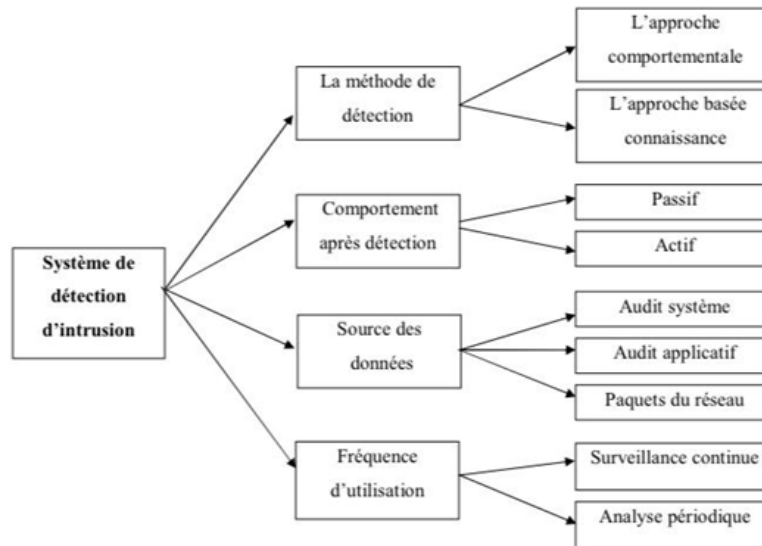 Système de
détection
d’intrusion
La méthode de
détection
L’approche
comportementale
L’approche basée
connaissance
Comportement
après détection
Passif
Actif
Source des
données
Audit système
Audit applicatif
Paquets du réseau
Fréquence
d’utilisation
Surveillance continue
Analyse périodique